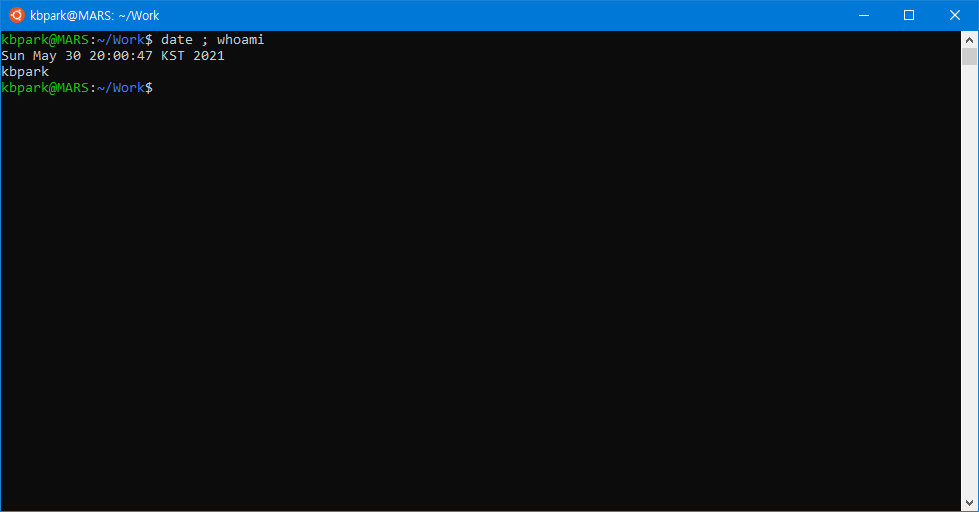 kbpark@MARS: ~/Work
kbpark@MARS:~/Work$ date ; whoami
Sun May 30 20:00:47 KST 2021
kbpark
kbpark@MARS:~/Work$